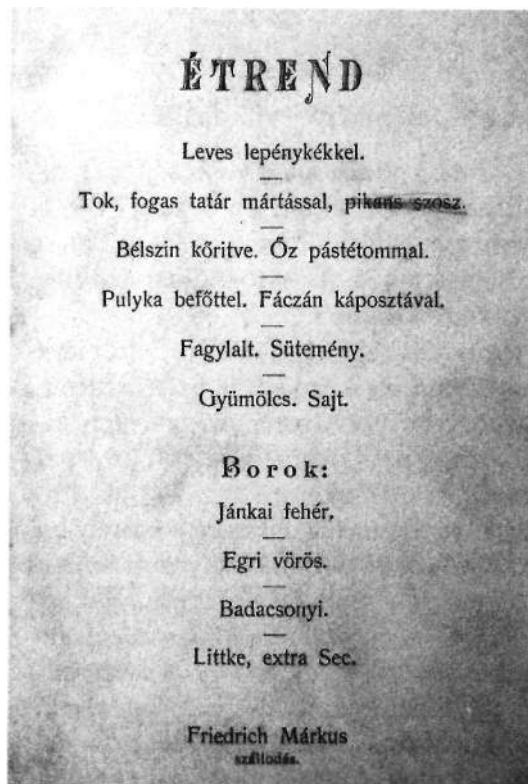 ÉTREND
Leves lepénykékkel.
Tok, fogas tatár mártással, pikans szosz.
Bélszin kőritve. Őz pástétommal.
Pulyka befőttel. Fáczán káposztával.
Fagylalt. Sütemény.
Gyümölcs. Sajt.
Borok:
Jánkai fehér.
Egri vörös.
Badacsonyi.
Littke, extra Sec.
Friedrich Márkus
szállodás.